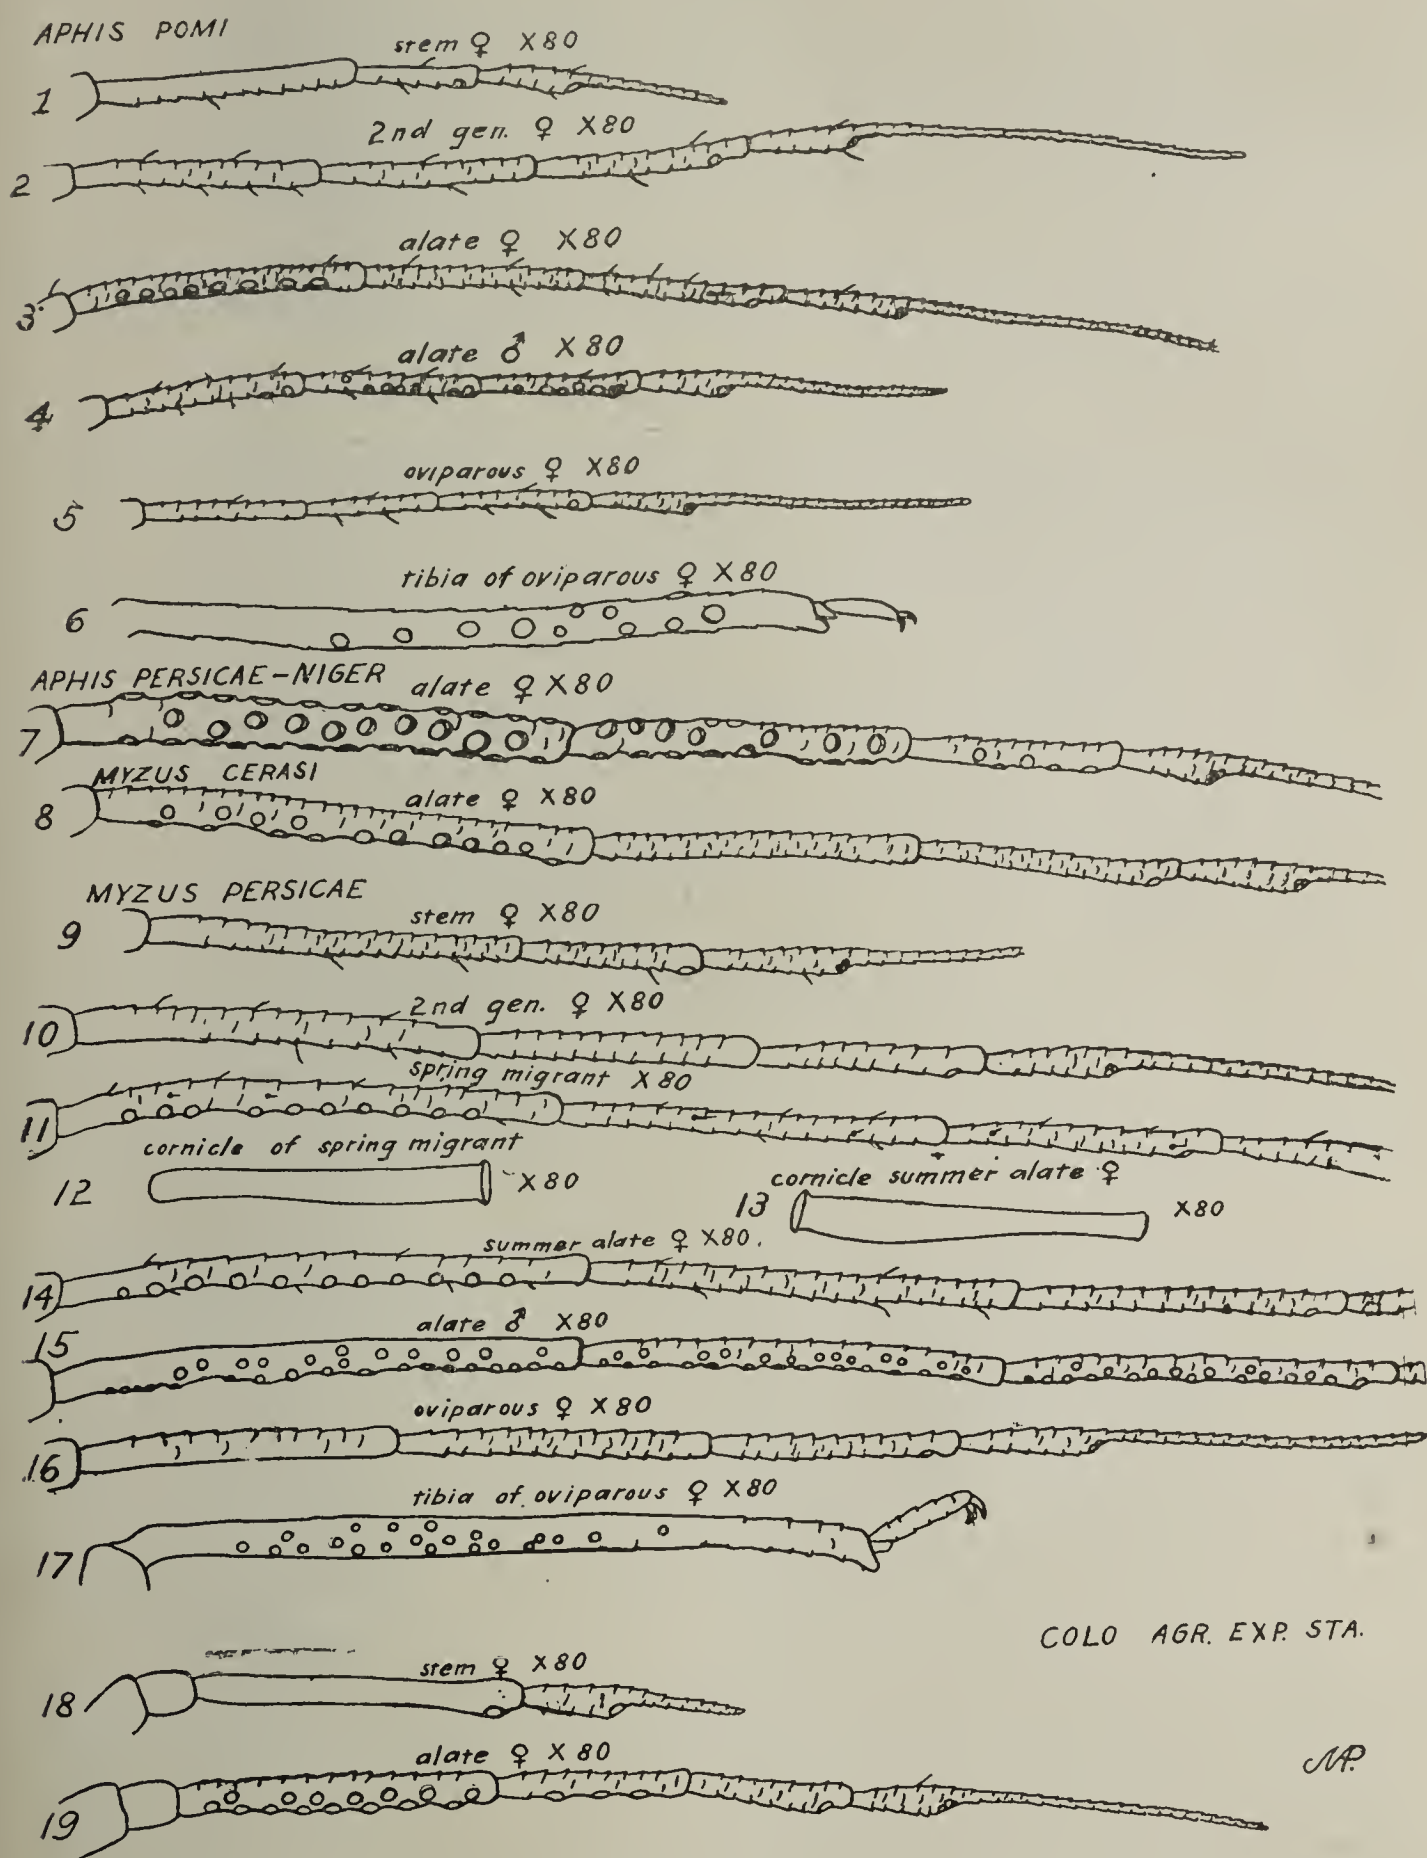 APHIS POMI
stem ♀ X80
1
2nd gen. ♀ X80
2
alate ♀ X80
3
alate ♂ X80
4
oviparous ♀ X80
5
tibia of oviparous ♀ X80
6
APHIS PERSICAE-NIGER alate ♀ X80
7
MYZUS CERASI
alate ♀ X80
8
MYZUS PERSICAE
stem ♀ X80
9
2nd gen. ♀ X80
10
spring migrant X80
11
cornicle of spring migrant
12 X80
cornicle summer alate ♀
13 X80
summer alate ♀ X80.
14
15 alate ♂ X80
oviparous ♀ X80
16
tibia of oviparous ♀ X80
17
COLO AGR. EXP. STA.
stem ♀ X80
18
alate ♀ X80
19